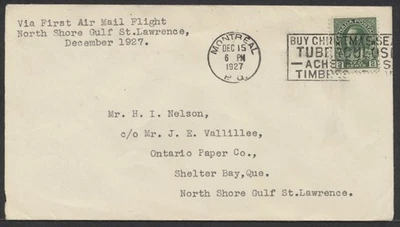 Via First Air Mail Flight
North Shore Gulf St.Lawrence,
December 1927.
MONTREAL
DEC 15
6 PM
1927
P.Q.
BUY CHRISTMAS SE
TUBERCULOS
—ACHE
TIMBRES
Mr. H. I. Nelson,
c/o Mr. J. E. Vallillee,
Ontario Paper Co.,
Shelter Bay,Que.
North Shore Gulf St.Lawrence.